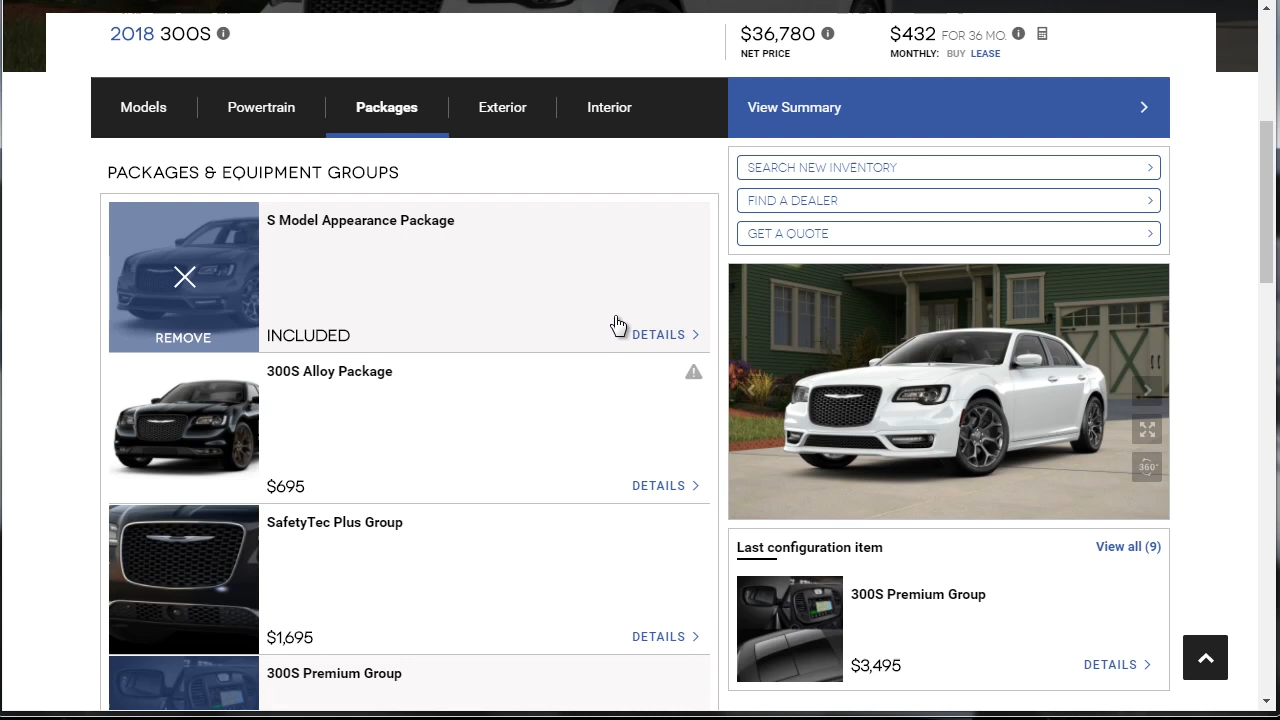 2018 300S
$36,780
NET PRICE
$432 FOR 36 MO.
MONTHLY: BUY LEASE
Models
Powertrain
Packages
Exterior
Interior
View Summary
PACKAGES & EQUIPMENT GROUPS
SEARCH NEW INVENTORY
FIND A DEALER
GET A QUOTE
S Model Appearance Package
REMOVE
INCLUDED
DETAILS
300S Alloy Package
$695
DETAILS
SafetyTec Plus Group
$1,695
DETAILS
300S Premium Group
360°
Last configuration item
View all (9)
300S Premium Group
$3,495
DETAILS